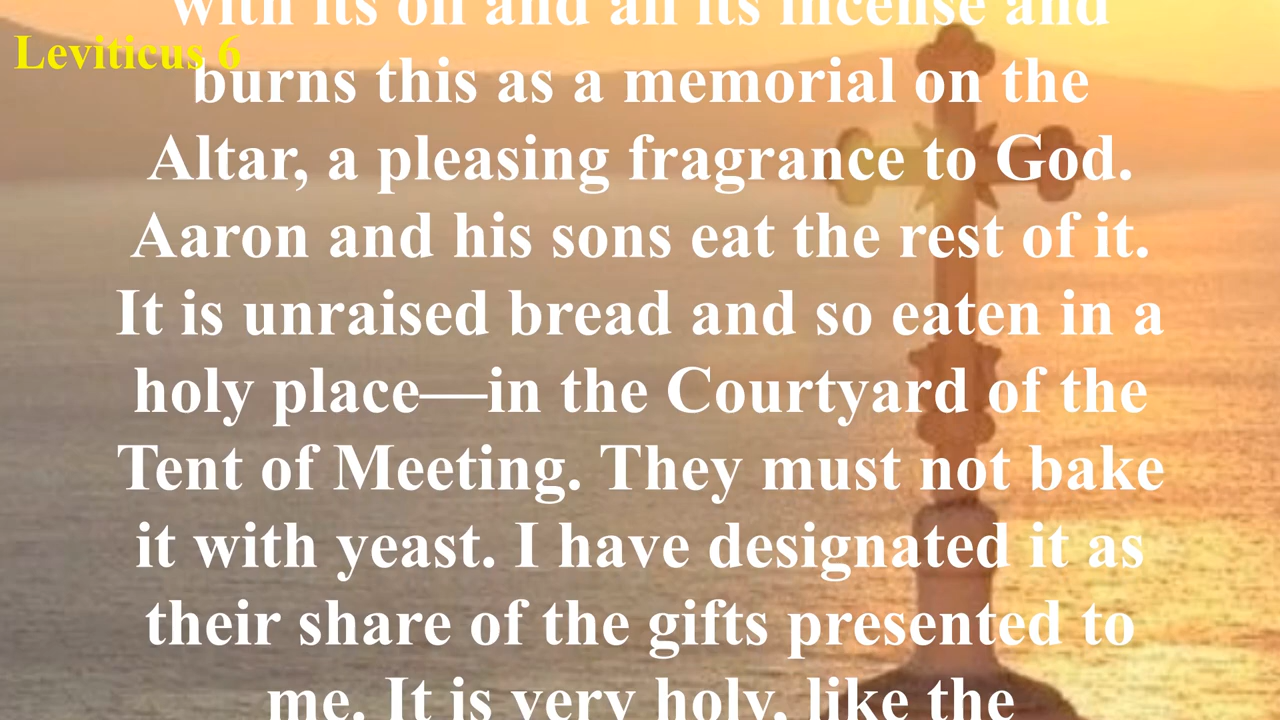 with its oil and all its incense and
Leviticus 6
burns this as a memorial on the
Altar, a pleasing fragrance to God.
Aaron and his sons eat the rest of it.
It is unraised bread and so eaten in a
holy place—in the Courtyard of the
Tent of Meeting. They must not bake
it with yeast. I have designated it as
their share of the gifts presented to
me. It is very holy, like the